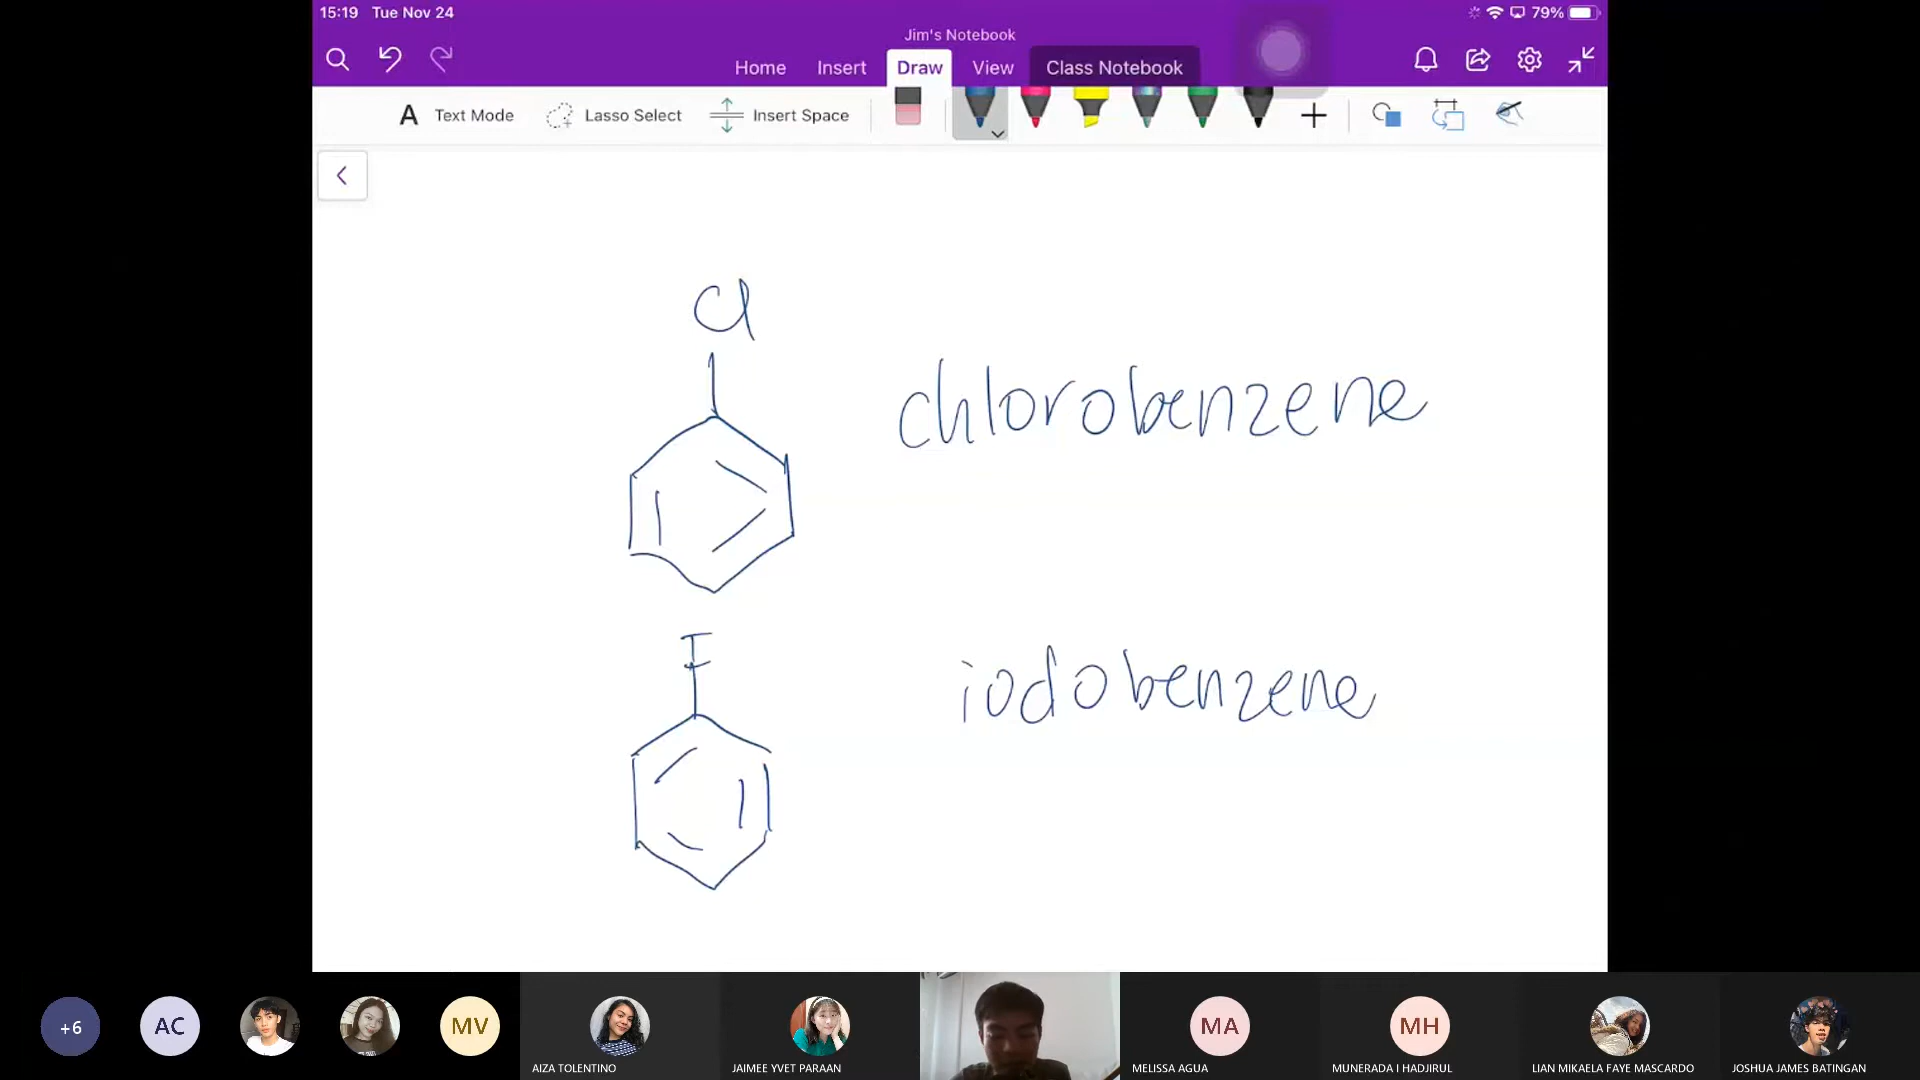 15:19 Tue Nov 24
79%
Jim's Notebook
Home Insert Draw View Class Notebook
A Text Mode Lasso Select Insert Space
Cl
chlorobenzene
I
iodobenzene
+6 AC MV MA MH
AIZA TOLENTINO JAIMEE YVET PARAAN MELISSA AGUA MUNERADA I HADJIRUL LIAN MIKAELA FAYE MASCARDO JOSHUA JAMES BATINGAN